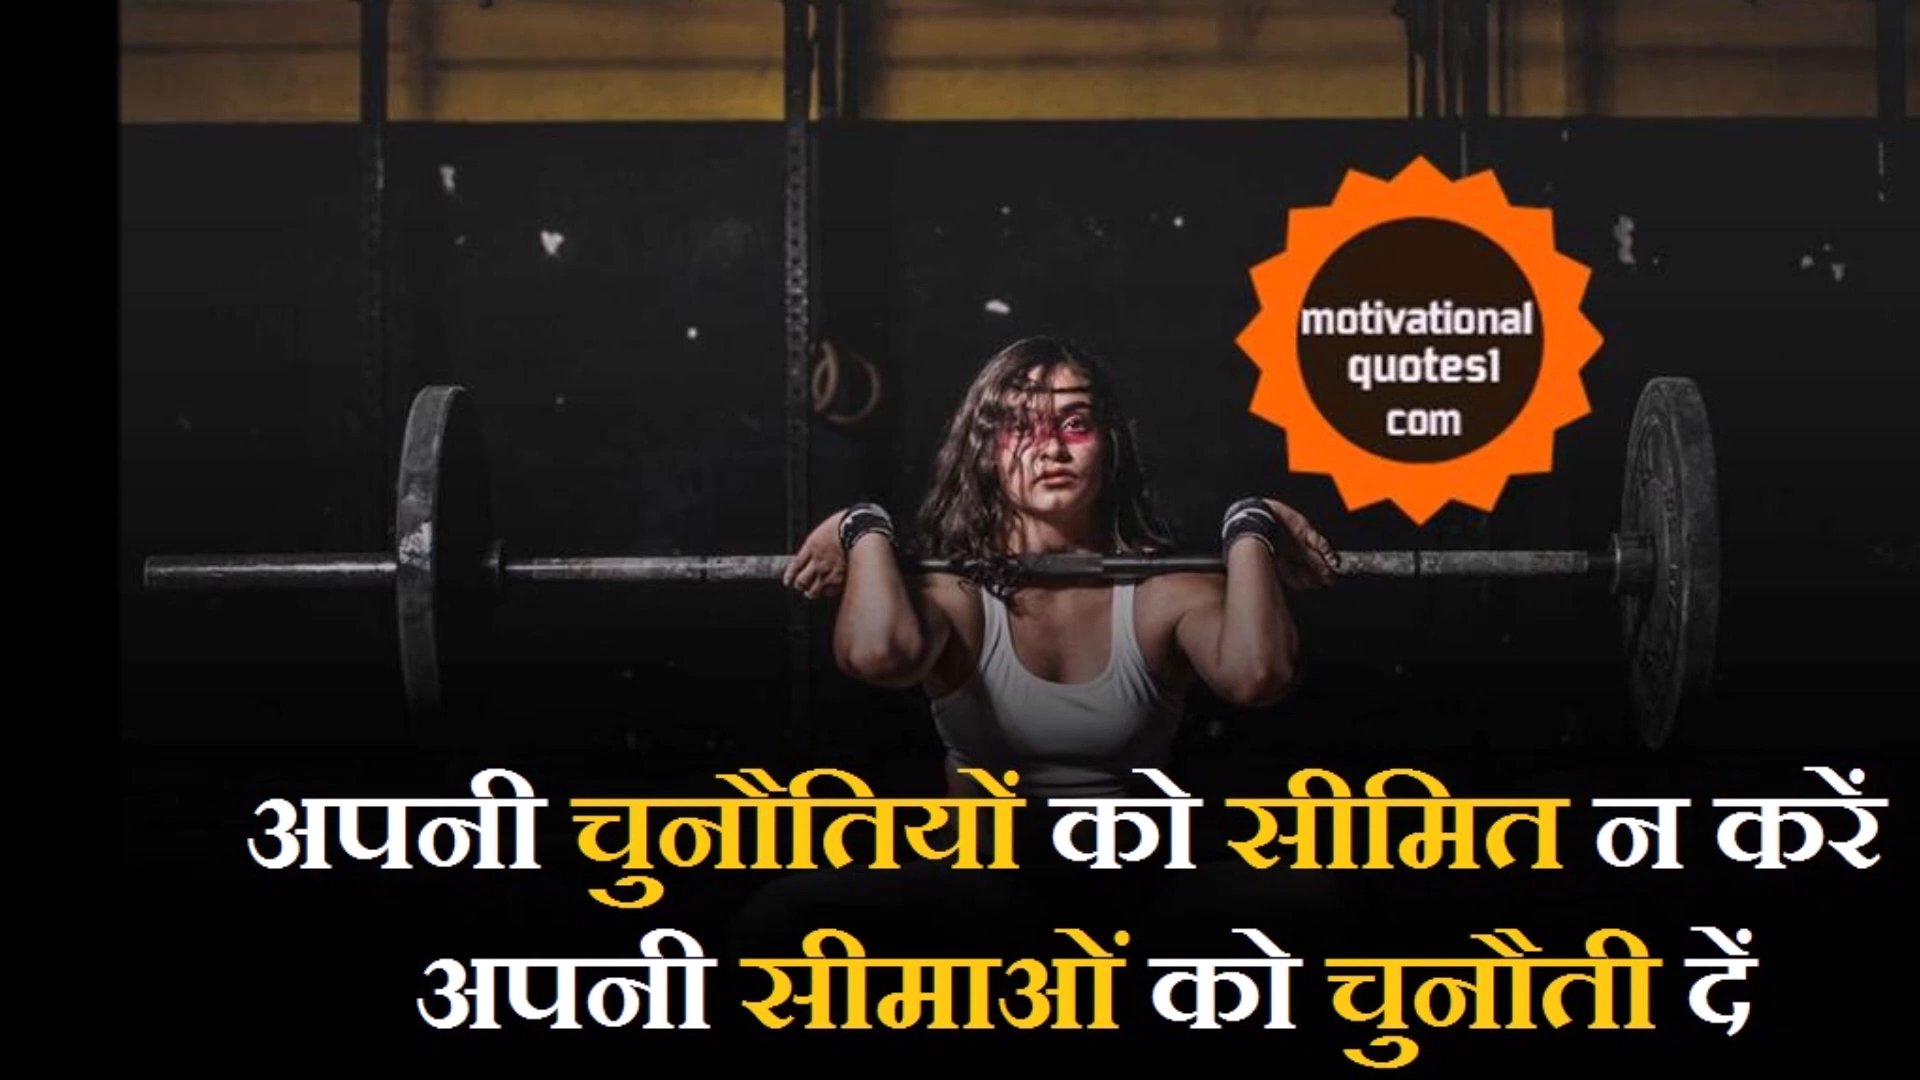 motivational
quotes1
com
अपनी चुनौतियों को सीमित न करें
अपनी सीमाओं को चुनौती दें